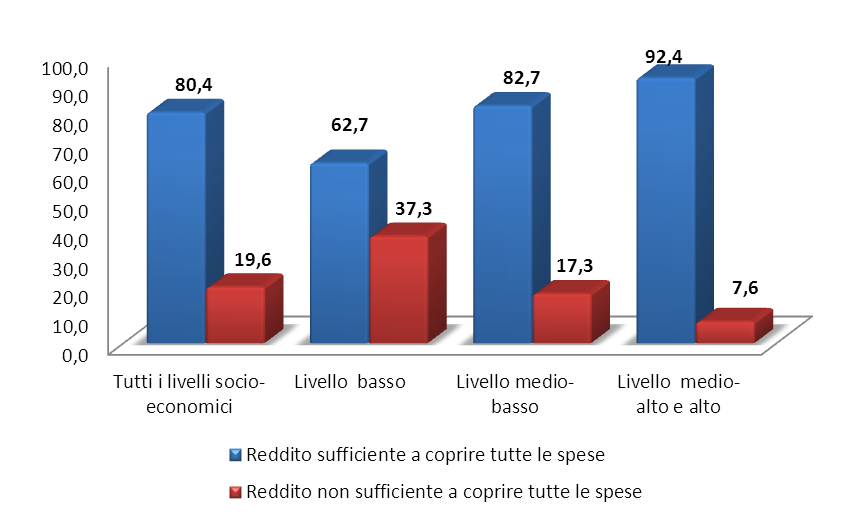 100,0
90,0
80,0
70,0
60,0
50,0
40,0
30,0
20,0
10,0
0,0
80,4
19,6
62,7
37,3
82,7
17,3
92,4
7,6
Tutti i livelli socio-
economici
Livello basso
Livello medio-
basso
Livello medio-
alto e alto
Reddito sufficiente a coprire tutte le spese
Reddito non sufficiente a coprire tutte le spese